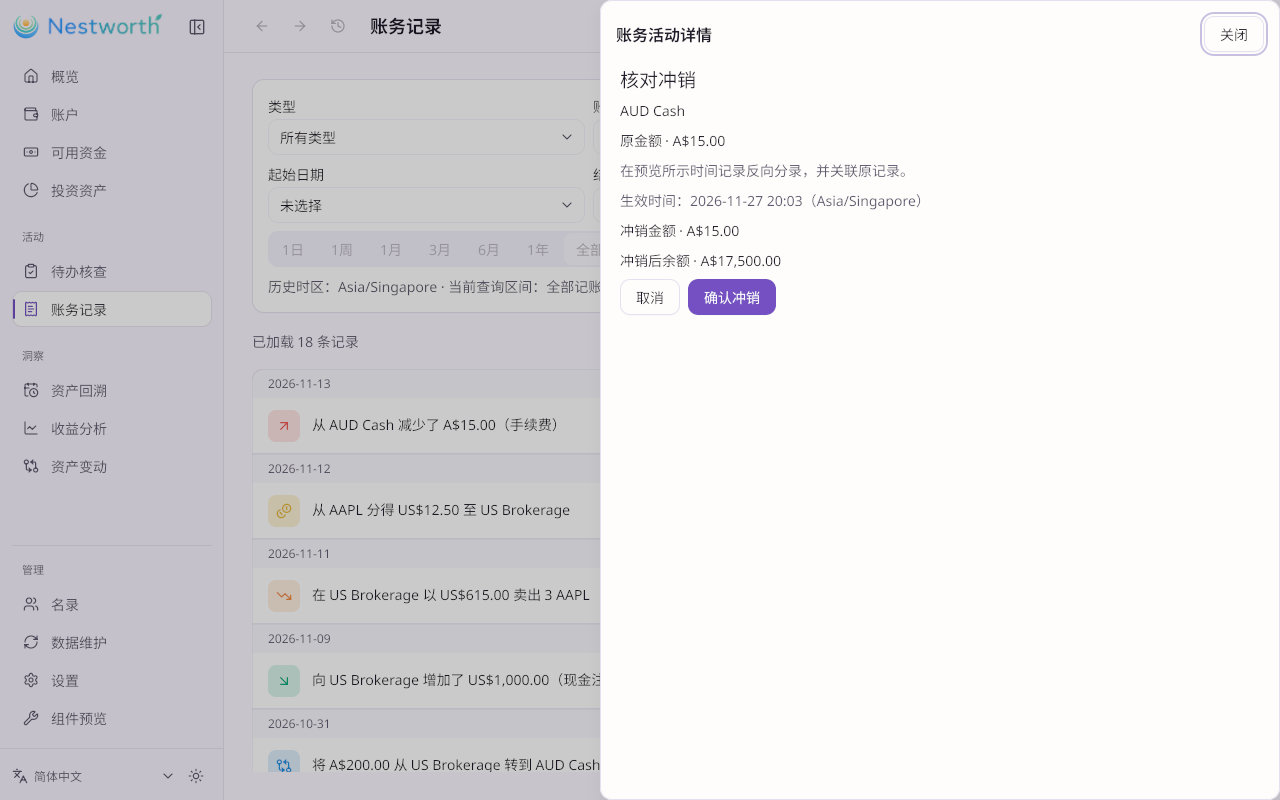 Nestworth
概览
账户
可用资金
投资资产
活动
待办核查
账务记录
洞察
资产回溯
收益分析
资产变动
管理
名录
数据维护
设置
组件预览
简体中文
账务记录
类型
所有类型
起始日期
未选择
1日 1周 1月 3月 6月 1年 全部
历史时区：Asia/Singapore · 当前查询区间：全部记账
已加载 18 条记录
2026-11-13
从 AUD Cash 减少了 A$15.00（手续费）
2026-11-12
从 AAPL 分得 US$12.50 至 US Brokerage
2026-11-11
在 US Brokerage 以 US$615.00 卖出 3 AAPL
2026-11-09
向 US Brokerage 增加了 US$1,000.00（现金注
2026-10-31
将 A$200.00 从 US Brokerage 转到 AUD Cash
账务活动详情
关闭
核对冲销
AUD Cash
原金额 · A$15.00
在预览所示时间记录反向分录，并关联原记录。
生效时间：2026-11-27 20:03（Asia/Singapore）
冲销金额 · A$15.00
冲销后余额 · A$17,500.00
取消
确认冲销